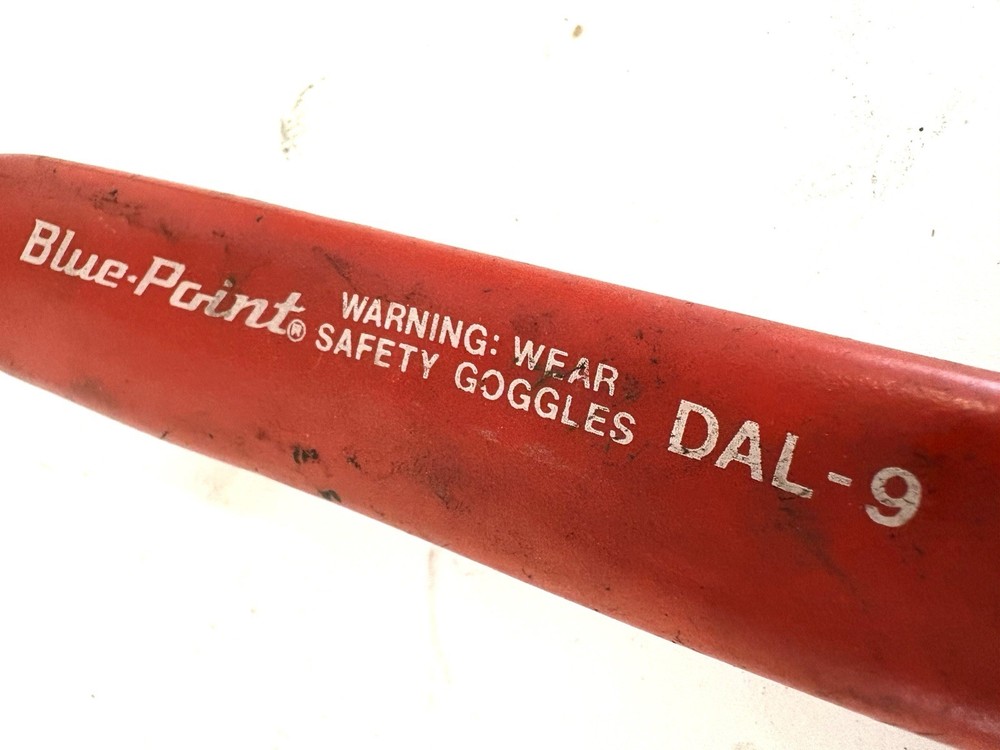 Blue-Point®
WARNING: WEAR
SAFETY GOGGLES
DAL-9